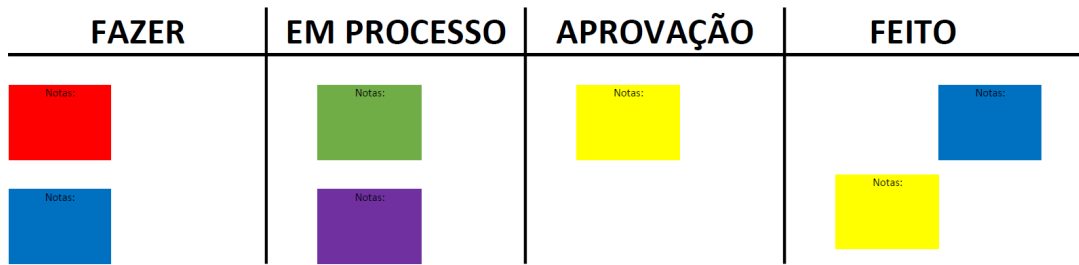 FAZER EM PROCESSO APROVAÇÃO FEITO
Notas: Notas: Notas: Notas:
Notas:
Notas: Notas: